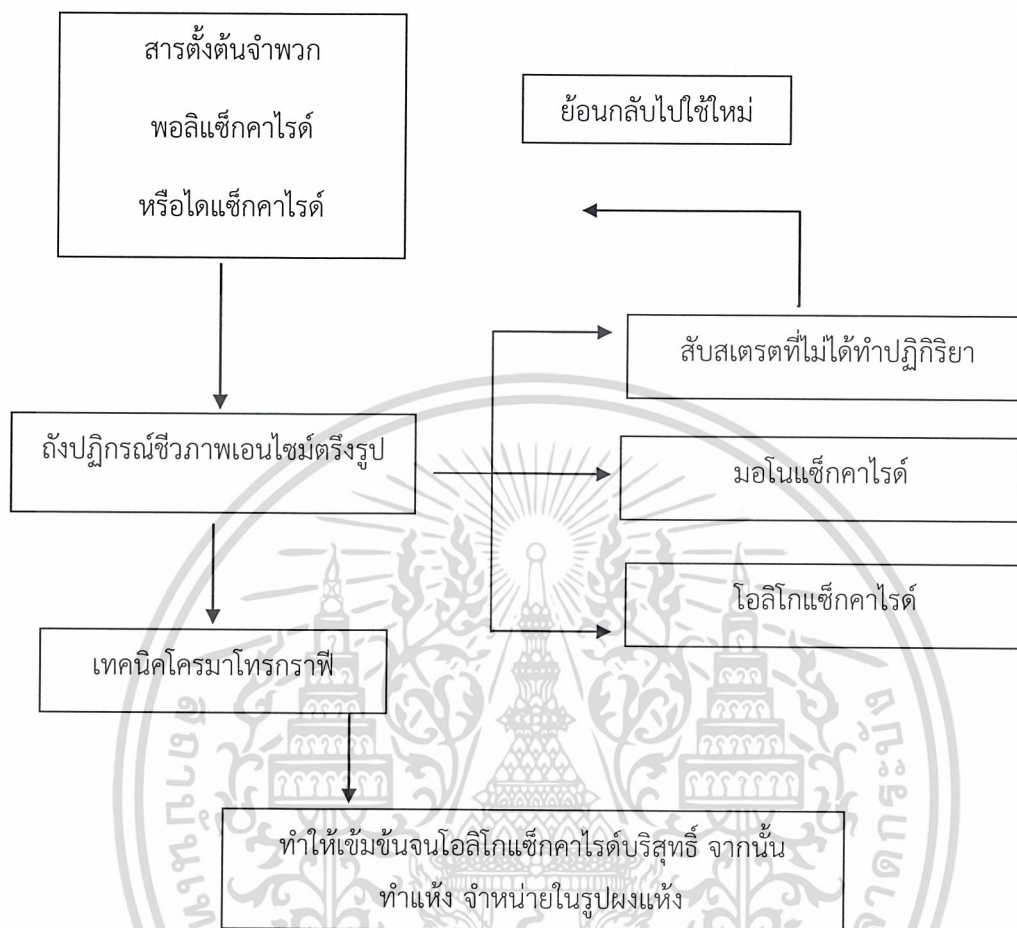 สารตั้งต้นจำพวก
พอลิแซ็กคาไรด์
หรือไดแซ็กคาไรด์
ย้อนกลับไปใช้ใหม่
สับสเตรตที่ไม่ได้ทำปฏิกิริยา
ถังปฏิกรณ์ชีวภาพเอนไซม์ตรึงรูป
มอโนแซ็กคาไรด์
โอลิโกแซ็กคาไรด์
เทคนิคโครมาโทรกราฟี
ทำให้เข้มข้นจนโอลิโกแซ็กคาไรด์บริสุทธิ์ จากนั้น
ทำแห้ง จำหน่ายในรูปผงแห้ง